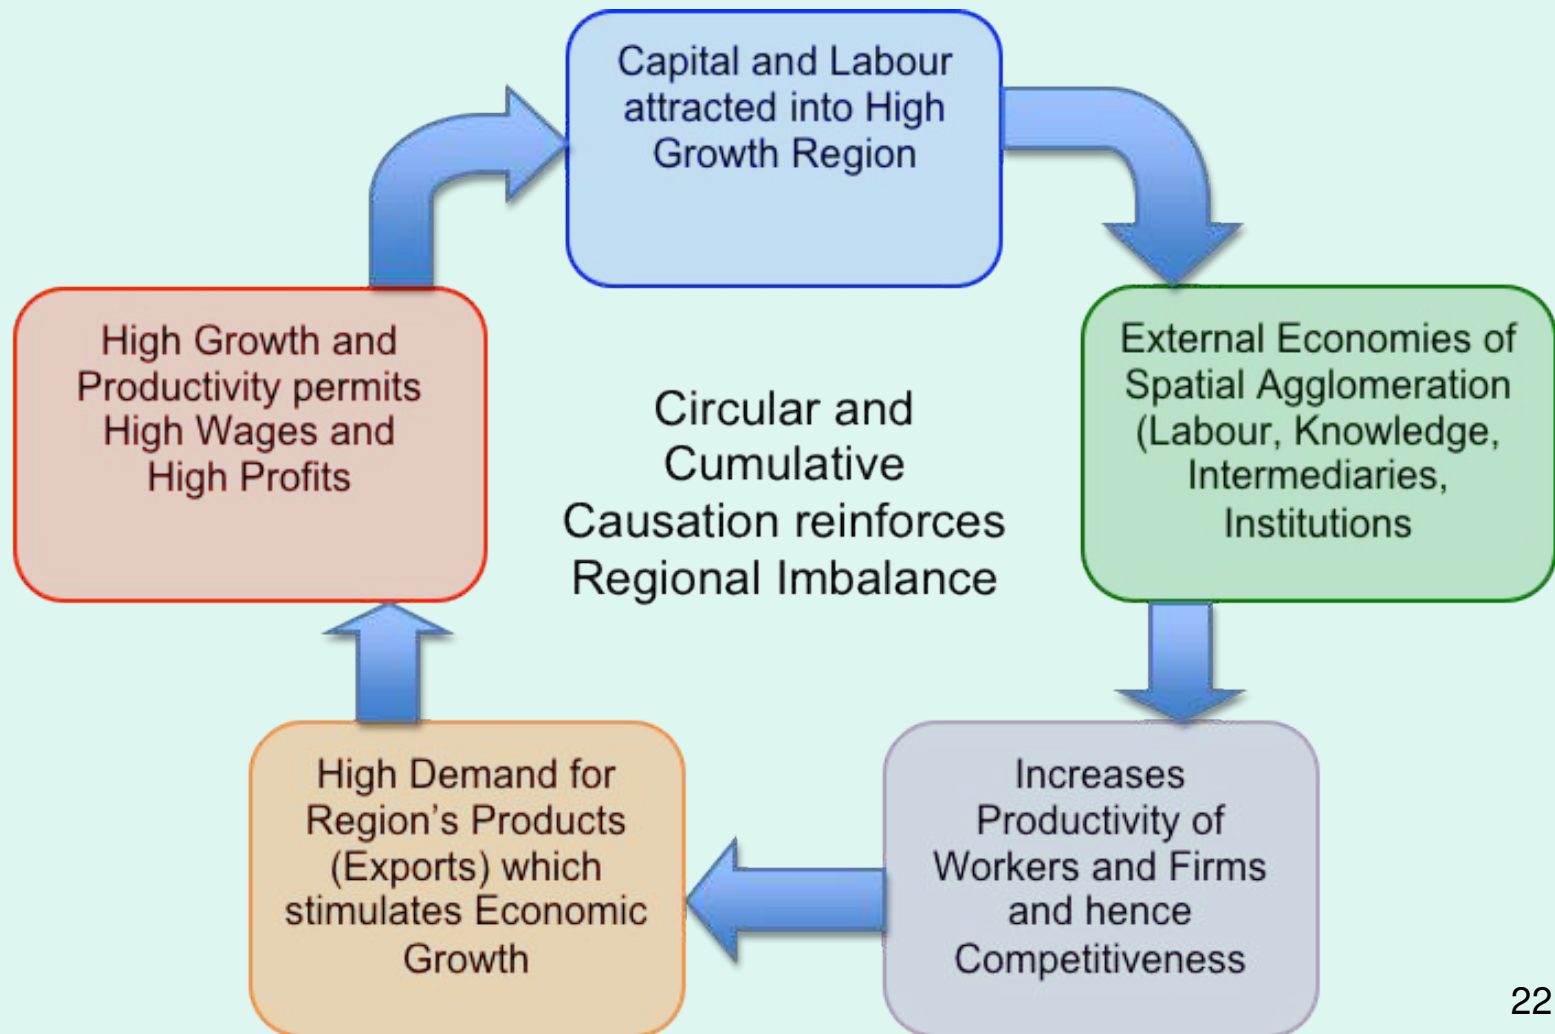 Capital and Labour
attracted into High
Growth Region
External Economies of
Spatial Agglomeration
(Labour, Knowledge,
Intermediaries,
Institutions
Increases
Productivity of
Workers and Firms
and hence
Competitiveness
High Demand for
Region's Products
(Exports) which
stimulates Economic
Growth
High Growth and
Productivity permits
High Wages and
High Profits
Circular and
Cumulative
Causation reinforces
Regional Imbalance
22